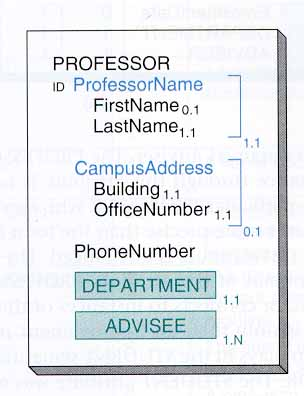 PROFESSOR
ID ProfessorName
FirstName 0.1
LastName 1.1
1.1
CampusAddress
Building 1.1
OfficeNumber 1.1
0.1
PhoneNumber
DEPARTMENT
1.1
ADVISEE
1.N